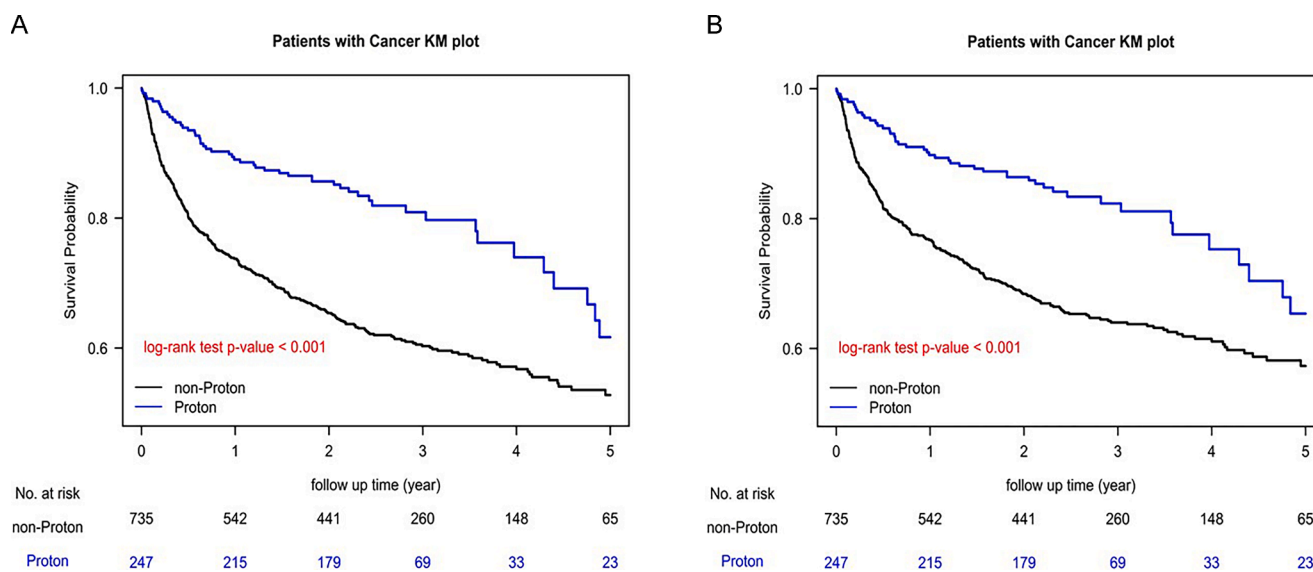 A
Patients with Cancer KM plot
Survival Probability
1.0
0.8
0.6
log-rank test p-value < 0.001
non-Proton
Proton
0 1 2 3 4 5
follow up time (year)
No. at risk
non-Proton 735 542 441 260 148 65
Proton 247 215 179 69 33 23
B
Patients with Cancer KM plot
Survival Probability
1.0
0.8
0.6
log-rank test p-value < 0.001
non-Proton
Proton
0 1 2 3 4 5
follow up time (year)
No. at risk
non-Proton 735 542 441 260 148 65
Proton 247 215 179 69 33 23